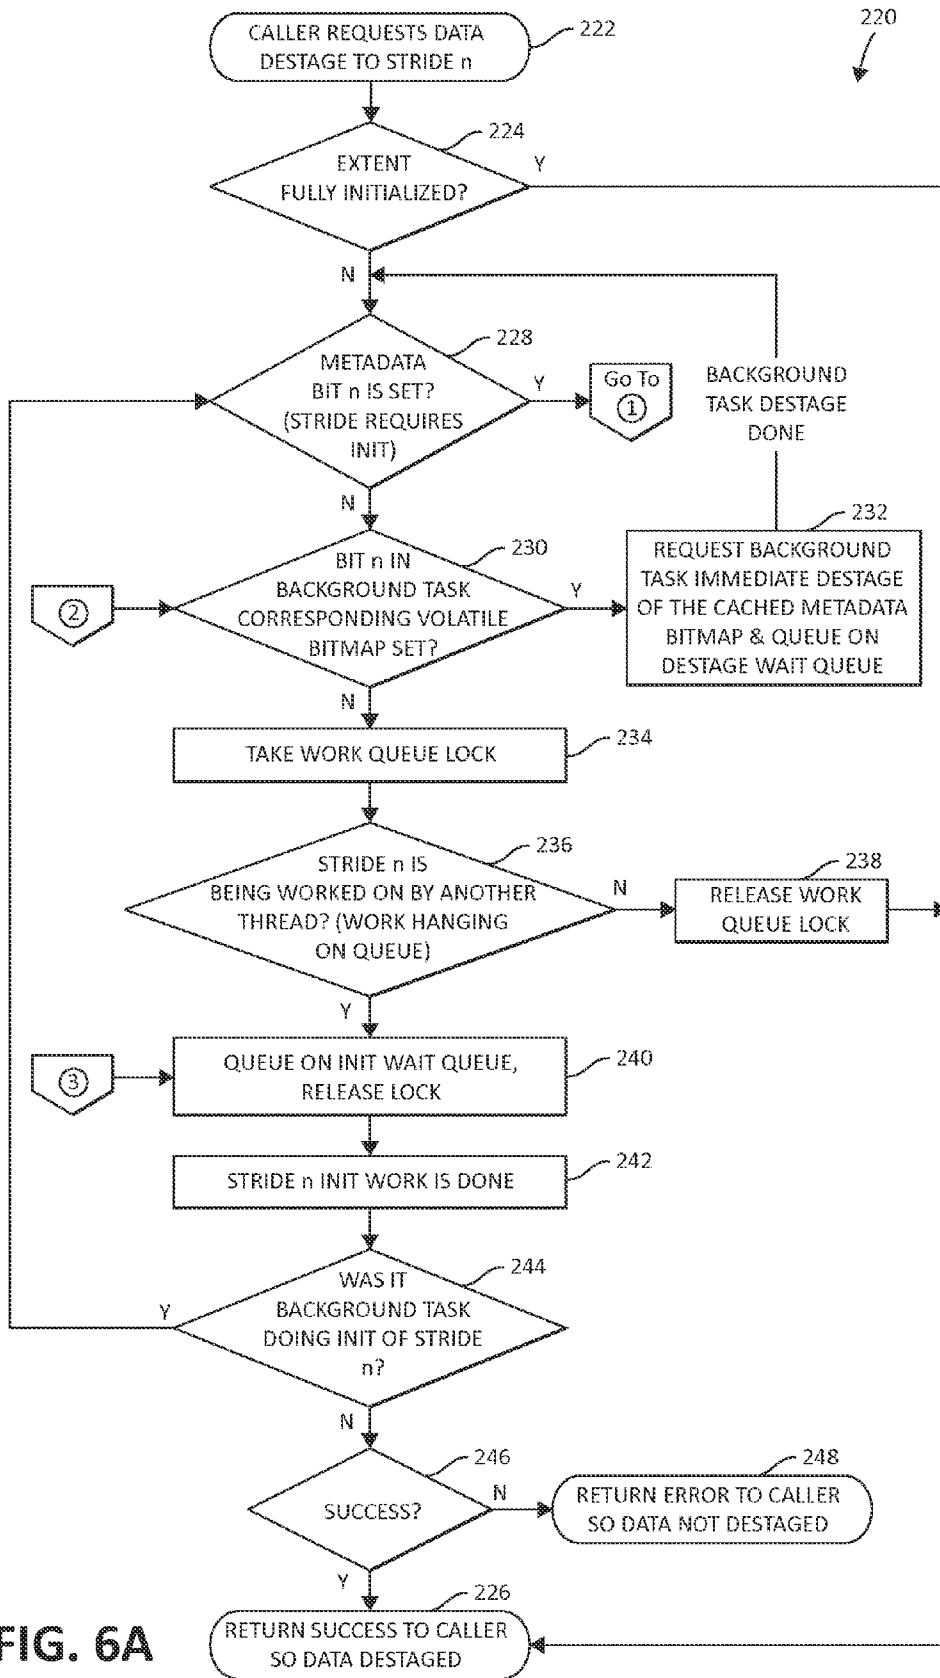 220
CALLER REQUESTS DATA
DESTAGE TO STRIDE n
222
224
EXTENT
FULLY INITIALIZED?
Y
N
228
METADATA
BIT n IS SET?
(STRIDE REQUIRES
INIT)
Y
Go To
1
BACKGROUND
TASK DESTAGE
DONE
N
230
BIT n IN
BACKGROUND TASK
CORRESPONDING VOLATILE
BITMAP SET?
2
Y
232
REQUEST BACKGROUND
TASK IMMEDIATE DESTAGE
OF THE CACHED METADATA
BITMAP & QUEUE ON
DESTAGE WAIT QUEUE
N
TAKE WORK QUEUE LOCK
234
236
STRIDE n IS
BEING WORKED ON BY ANOTHER
THREAD? (WORK HANGING
ON QUEUE)
N
238
RELEASE WORK
QUEUE LOCK
Y
3
QUEUE ON INIT WAIT QUEUE,
RELEASE LOCK
240
STRIDE n INIT WORK IS DONE
242
244
WAS IT
BACKGROUND TASK
DOING INIT OF STRIDE
n?
Y
N
246
SUCCESS?
N
248
RETURN ERROR TO CALLER
SO DATA NOT DESTAGED
Y
226
RETURN SUCCESS TO CALLER
SO DATA DESTAGED
FIG. 6A